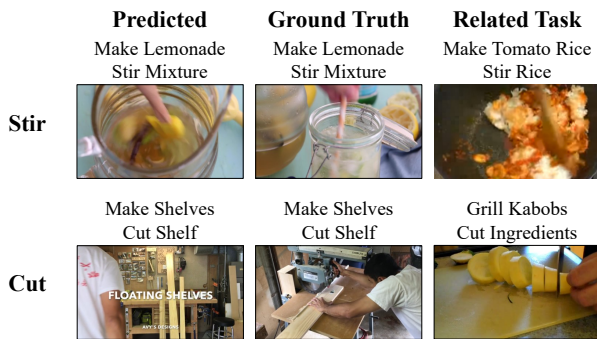 Predicted Ground Truth Related Task
Make Lemonade Make Lemonade Make Tomato Rice
Stir Mixture Stir Mixture Stir Rice
Stir
Make Shelves Make Shelves Grill Kabobs
Cut Shelf Cut Shelf Cut Ingredients
Cut
FLOATING SHELVES